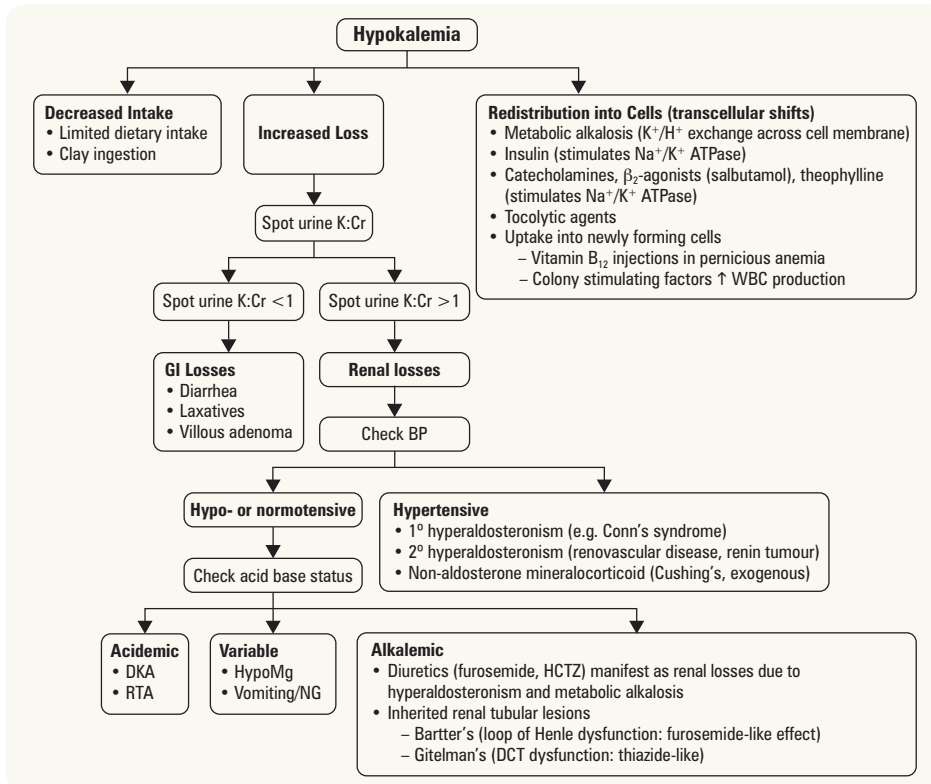 Hypokalemia
Decreased Intake
• Limited dietary intake
• Clay ingestion
Increased Loss
Redistribution into Cells (transcellular shifts)
• Metabolic alkalosis (K⁺/H⁺ exchange across cell membrane)
• Insulin (stimulates Na⁺/K⁺ ATPase)
• Catecholamines, β₂-agonists (salbutamol), theophylline
(stimulates Na⁺/K⁺ ATPase)
• Tocolytic agents
• Uptake into newly forming cells
– Vitamin B₁₂ injections in pernicious anemia
– Colony stimulating factors ↑ WBC production
Spot urine K:Cr
Spot urine K:Cr <1
Spot urine K:Cr >1
GI Losses
• Diarrhea
• Laxatives
• Villous adenoma
Renal losses
Check BP
Hypo- or normotensive
Hypertensive
• 1º hyperaldosteronism (e.g. Conn's syndrome)
• 2º hyperaldosteronism (renovascular disease, renin tumour)
• Non-aldosterone mineralocorticoid (Cushing's, exogenous)
Check acid base status
Acidemic
• DKA
• RTA
Variable
• HypoMg
• Vomiting/NG
Alkalemic
• Diuretics (furosemide, HCTZ) manifest as renal losses due to
hyperaldosteronism and metabolic alkalosis
• Inherited renal tubular lesions
– Bartter's (loop of Henle dysfunction: furosemide-like effect)
– Gitelman's (DCT dysfunction: thiazide-like)